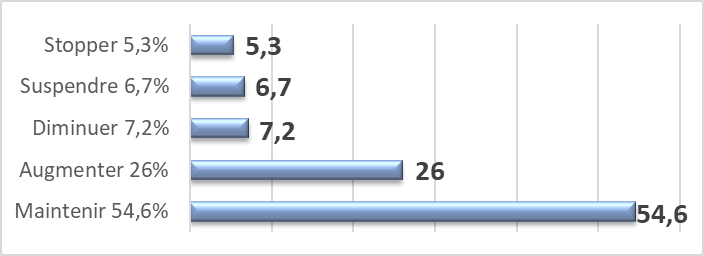 Stopper 5,3% 5,3
Suspendre 6,7% 6,7
Diminuer 7,2% 7,2
Augmenter 26% 26
Maintenir 54,6% 54,6